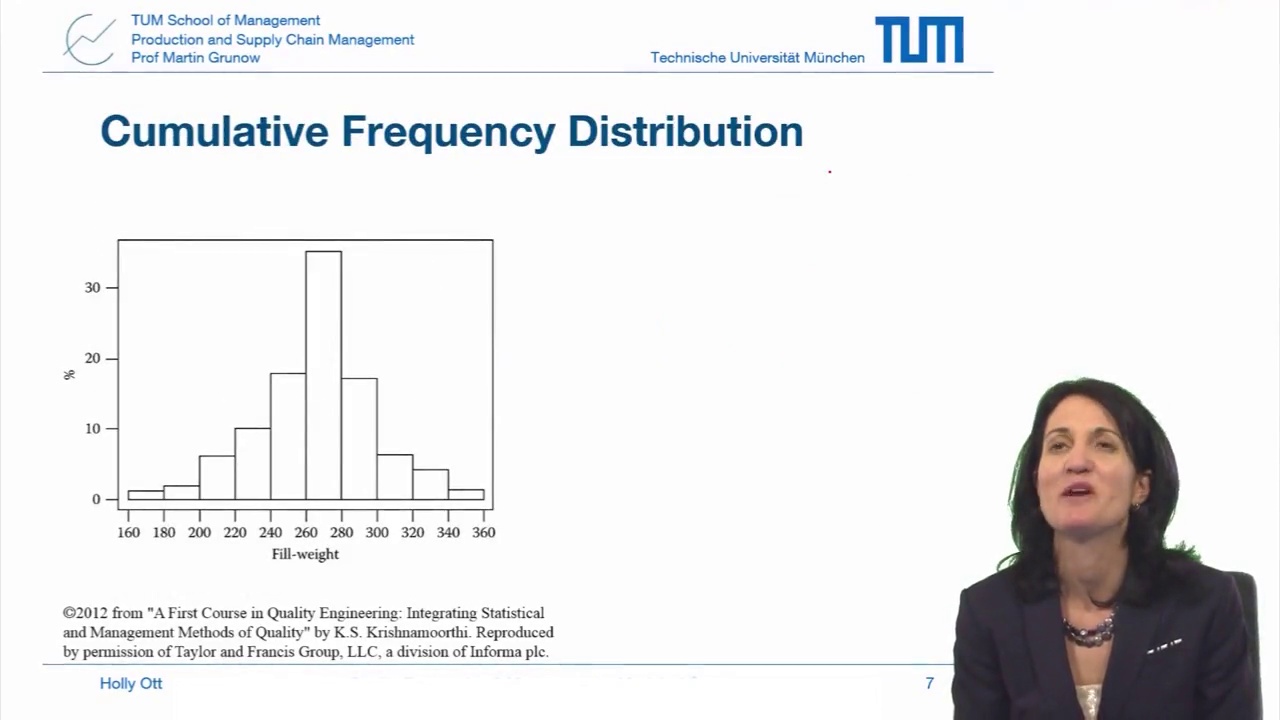 TUM School of Management
Production and Supply Chain Management
Prof Martin Grunow
Technische Universität München
TUM
Cumulative Frequency Distribution
30
20
%
10
0
160 180 200 220 240 260 280 300 320 340 360
Fill-weight
©2012 from "A First Course in Quality Engineering: Integrating Statistical
and Management Methods of Quality" by K.S. Krishnamoorthi. Reproduced
by permission of Taylor and Francis Group, LLC, a division of Informa plc.
Holly Ott
7